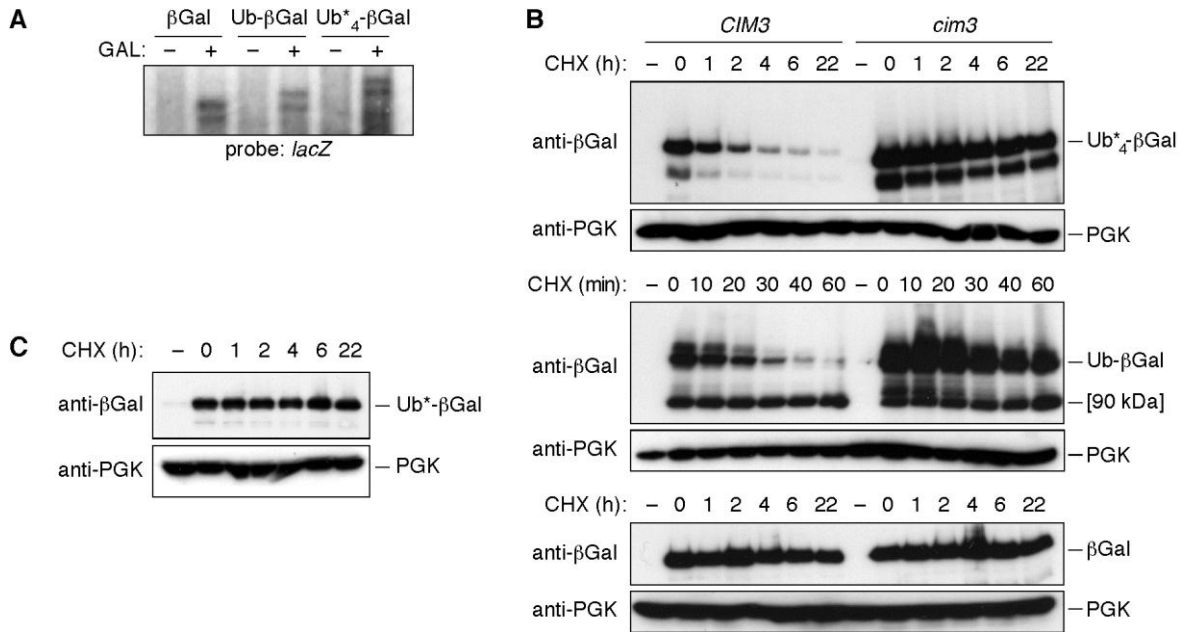 A
βGal Ub-βGal Ub*4-βGal
GAL: – + – + – +
probe: lacZ
B
CIM3 cim3
CHX (h): – 0 1 2 4 6 22 – 0 1 2 4 6 22
anti-βGal Ub*4-βGal
anti-PGK PGK
CHX (min): – 0 10 20 30 40 60 – 0 10 20 30 40 60
anti-βGal Ub-βGal
[90 kDa]
anti-PGK PGK
CHX (h): – 0 1 2 4 6 22 – 0 1 2 4 6 22
anti-βGal βGal
anti-PGK PGK
C
CHX (h): – 0 1 2 4 6 22
anti-βGal Ub*-βGal
anti-PGK PGK